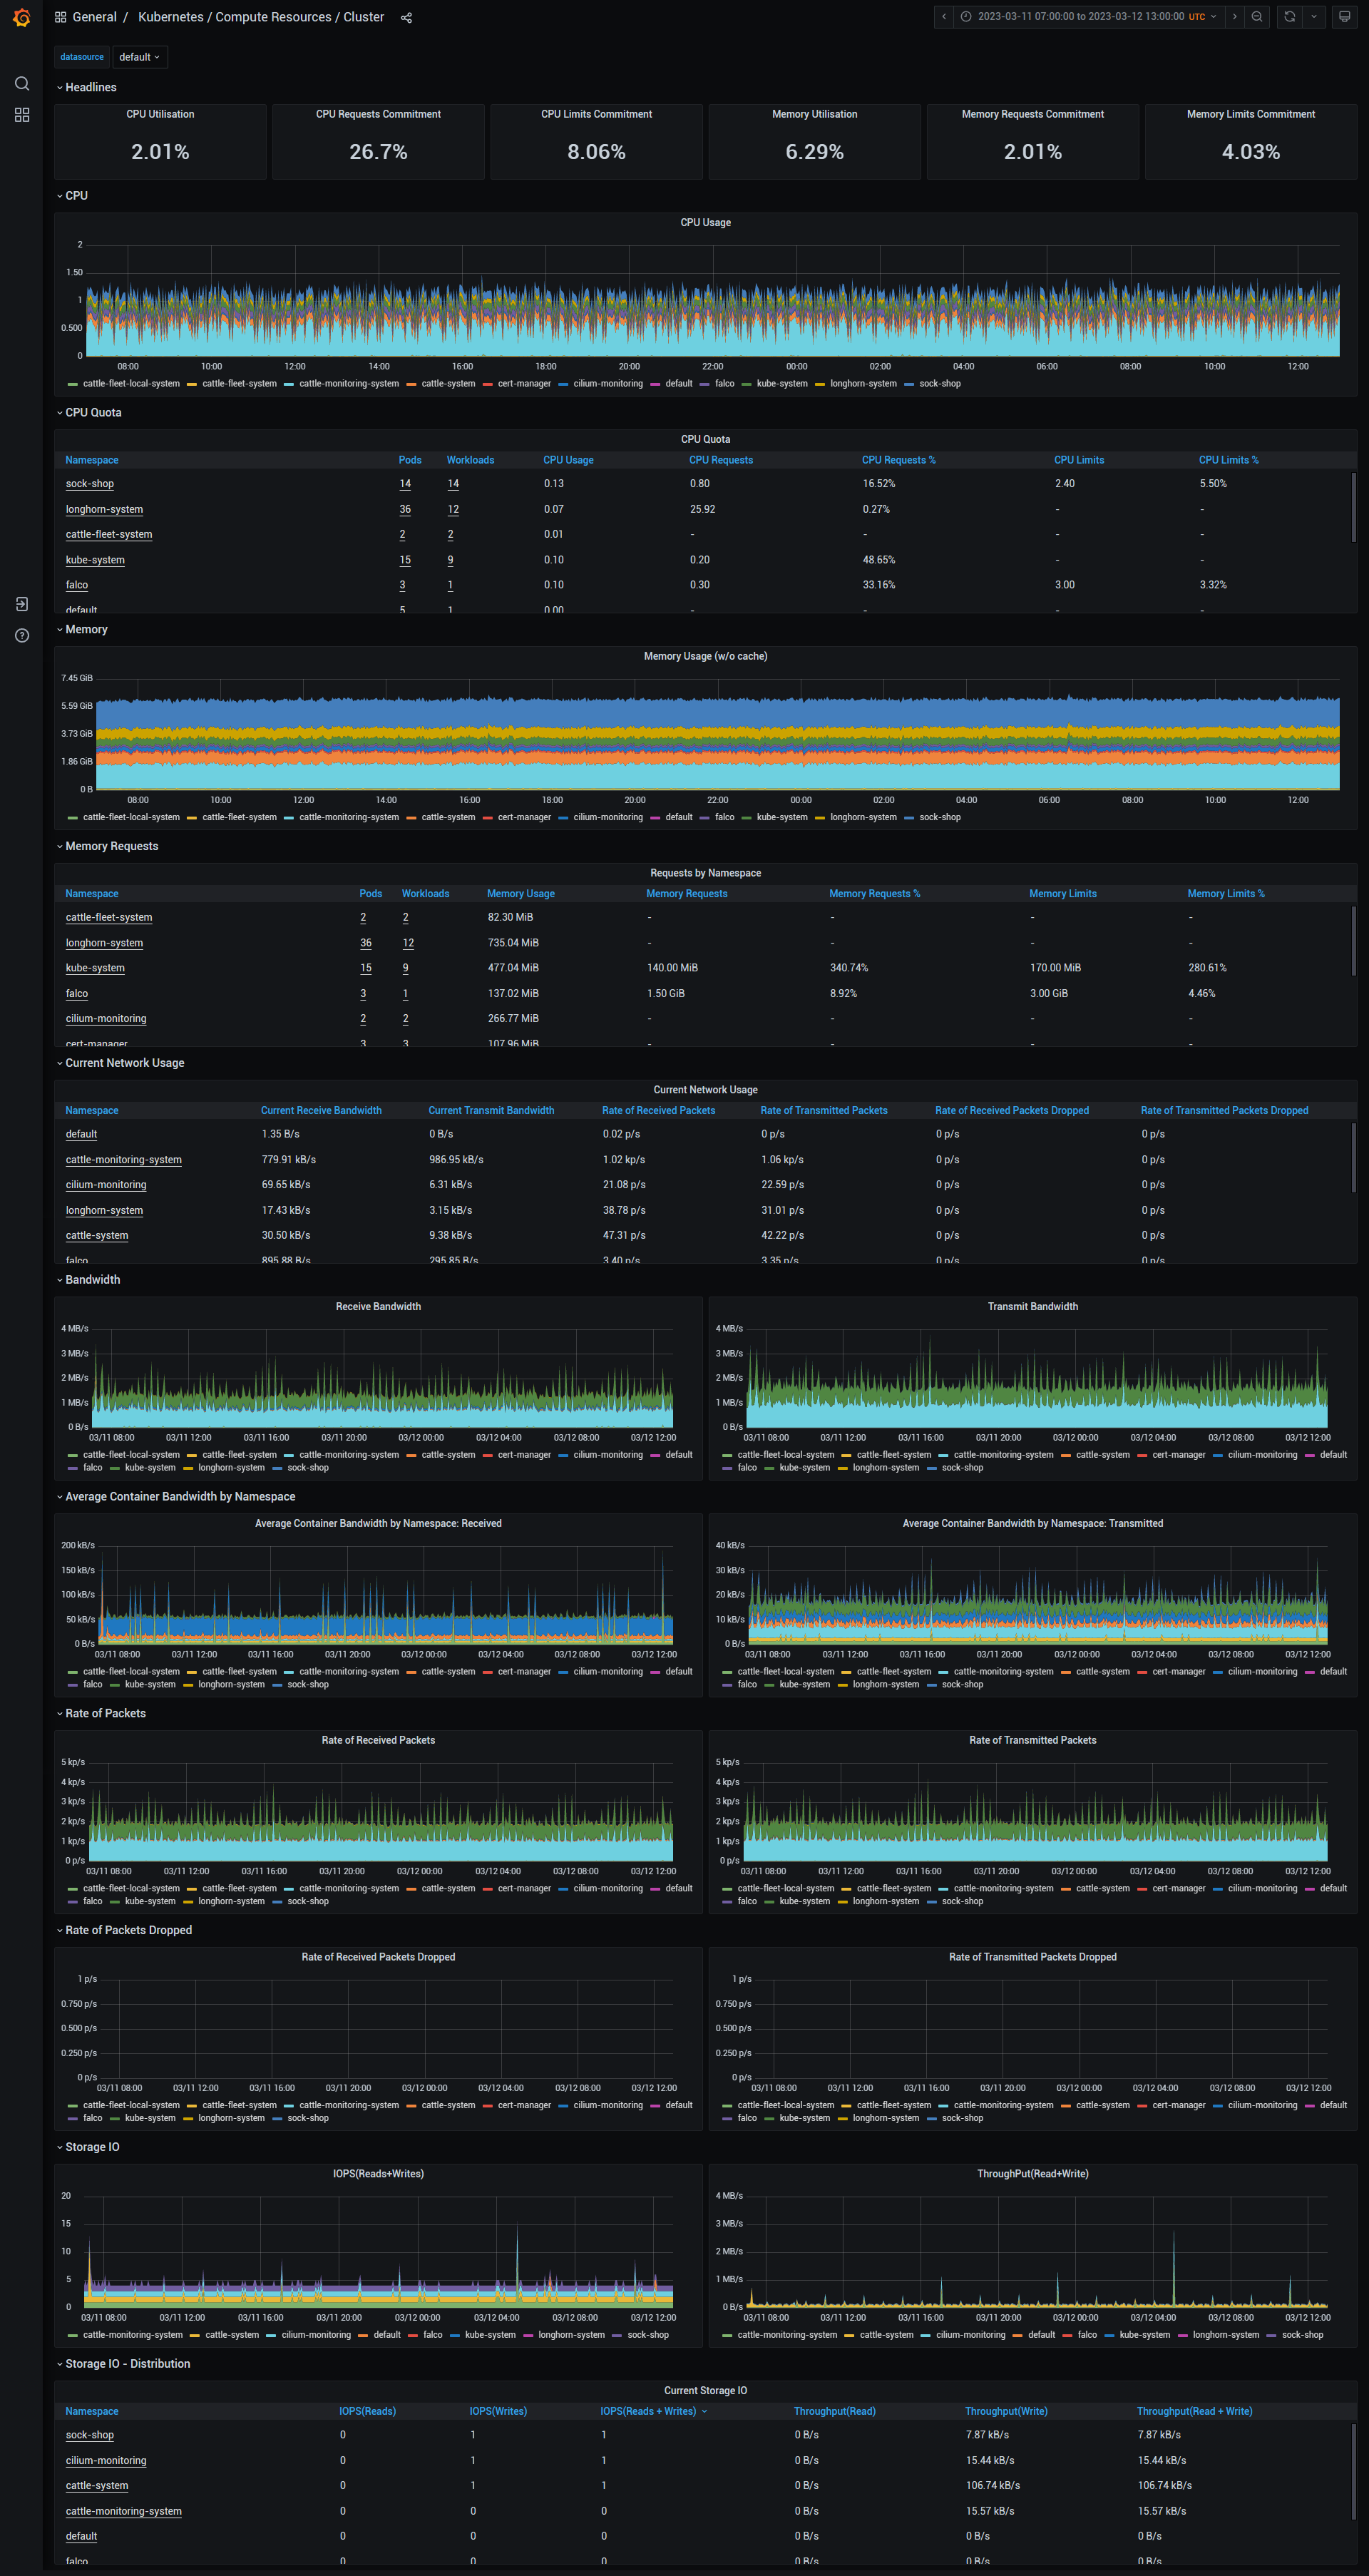 General / Kubernetes / Compute Resources / Cluster
2023-03-11 07:00:00 to 2023-03-12 13:00:00 UTC
datasource default
Headlines
CPU Utilisation CPU Requests Commitment CPU Limits Commitment Memory Utilisation Memory Requests Commitment Memory Limits Commitment
2.01% 26.7% 8.06% 6.29% 2.01% 4.03%
CPU
CPU Usage
2
1.50
1
0.500
0
08:00 10:00 12:00 14:00 16:00 18:00 20:00 22:00 00:00 02:00 04:00 06:00 08:00 10:00 12:00
cattle-fleet-local-system cattle-fleet-system cattle-monitoring-system cattle-system cert-manager cilium-monitoring default falco kube-system longhorn-system sock-shop
CPU Quota
CPU Quota
Namespace Pods Workloads CPU Usage CPU Requests CPU Requests % CPU Limits CPU Limits %
sock-shop 14 14 0.13 0.80 16.52% 2.40 5.50%
longhorn-system 36 12 0.07 25.92 0.27% - -
cattle-fleet-system 2 2 0.01 - - - -
kube-system 15 9 0.10 0.20 48.65% - -
falco 3 1 0.10 0.30 33.16% 3.00 3.32%
default 5 1 0.00 - - - -
Memory
Memory Usage (w/o cache)
7.45 GiB
5.59 GiB
3.73 GiB
1.86 GiB
0 B
08:00 10:00 12:00 14:00 16:00 18:00 20:00 22:00 00:00 02:00 04:00 06:00 08:00 10:00 12:00
cattle-fleet-local-system cattle-fleet-system cattle-monitoring-system cattle-system cert-manager cilium-monitoring default falco kube-system longhorn-system sock-shop
Memory Requests
Requests by Namespace
Namespace Pods Workloads Memory Usage Memory Requests Memory Requests % Memory Limits Memory Limits %
cattle-fleet-system 2 2 82.30 MiB - - - -
longhorn-system 36 12 735.04 MiB - - - -
kube-system 15 9 477.04 MiB 140.00 MiB 340.74% 170.00 MiB 280.61%
falco 3 1 137.02 MiB 1.50 GiB 8.92% 3.00 GiB 4.46%
cilium-monitoring 2 2 266.77 MiB - - - -
cert-manager 3 3 107.96 MiB - - - -
Current Network Usage
Current Network Usage
Namespace Current Receive Bandwidth Current Transmit Bandwidth Rate of Received Packets Rate of Transmitted Packets Rate of Received Packets Dropped Rate of Transmitted Packets Dropped
default 1.35 B/s 0 B/s 0.02 p/s 0 p/s 0 p/s 0 p/s
cattle-monitoring-system 779.91 kB/s 986.95 kB/s 1.02 kp/s 1.06 kp/s 0 p/s 0 p/s
cilium-monitoring 69.65 kB/s 6.31 kB/s 21.08 p/s 22.59 p/s 0 p/s 0 p/s
longhorn-system 17.43 kB/s 3.15 kB/s 38.78 p/s 31.01 p/s 0 p/s 0 p/s
cattle-system 30.50 kB/s 9.38 kB/s 47.31 p/s 42.22 p/s 0 p/s 0 p/s
falco 895.88 B/s 295.85 B/s 3.40 p/s 3.35 p/s 0 p/s 0 p/s
Bandwidth
Receive Bandwidth
4 MB/s
3 MB/s
2 MB/s
1 MB/s
0 B/s
03/11 08:00 03/11 12:00 03/11 16:00 03/11 20:00 03/12 00:00 03/12 04:00 03/12 08:00 03/12 12:00
cattle-fleet-local-system cattle-fleet-system cattle-monitoring-system cattle-system cert-manager cilium-monitoring default
falco kube-system longhorn-system sock-shop
Transmit Bandwidth
4 MB/s
3 MB/s
2 MB/s
1 MB/s
0 B/s
03/11 08:00 03/11 12:00 03/11 16:00 03/11 20:00 03/12 00:00 03/12 04:00 03/12 08:00 03/12 12:00
cattle-fleet-local-system cattle-fleet-system cattle-monitoring-system cattle-system cert-manager cilium-monitoring default
falco kube-system longhorn-system sock-shop
Average Container Bandwidth by Namespace
Average Container Bandwidth by Namespace: Received
200 kB/s
150 kB/s
100 kB/s
50 kB/s
0 B/s
03/11 08:00 03/11 12:00 03/11 16:00 03/11 20:00 03/12 00:00 03/12 04:00 03/12 08:00 03/12 12:00
cattle-fleet-local-system cattle-fleet-system cattle-monitoring-system cattle-system cert-manager cilium-monitoring default
falco kube-system longhorn-system sock-shop
Average Container Bandwidth by Namespace: Transmitted
40 kB/s
30 kB/s
20 kB/s
10 kB/s
0 B/s
03/11 08:00 03/11 12:00 03/11 16:00 03/11 20:00 03/12 00:00 03/12 04:00 03/12 08:00 03/12 12:00
cattle-fleet-local-system cattle-fleet-system cattle-monitoring-system cattle-system cert-manager cilium-monitoring default
falco kube-system longhorn-system sock-shop
Rate of Packets
Rate of Received Packets
5 kp/s
4 kp/s
3 kp/s
2 kp/s
1 kp/s
0 p/s
03/11 08:00 03/11 12:00 03/11 16:00 03/11 20:00 03/12 00:00 03/12 04:00 03/12 08:00 03/12 12:00
cattle-fleet-local-system cattle-fleet-system cattle-monitoring-system cattle-system cert-manager cilium-monitoring default
falco kube-system longhorn-system sock-shop
Rate of Transmitted Packets
5 kp/s
4 kp/s
3 kp/s
2 kp/s
1 kp/s
0 p/s
03/11 08:00 03/11 12:00 03/11 16:00 03/11 20:00 03/12 00:00 03/12 04:00 03/12 08:00 03/12 12:00
cattle-fleet-local-system cattle-fleet-system cattle-monitoring-system cattle-system cert-manager cilium-monitoring default
falco kube-system longhorn-system sock-shop
Rate of Packets Dropped
Rate of Received Packets Dropped
1 p/s
0.750 p/s
0.500 p/s
0.250 p/s
0 p/s
03/11 08:00 03/11 12:00 03/11 16:00 03/11 20:00 03/12 00:00 03/12 04:00 03/12 08:00 03/12 12:00
cattle-fleet-local-system cattle-fleet-system cattle-monitoring-system cattle-system cert-manager cilium-monitoring default
falco kube-system longhorn-system sock-shop
Rate of Transmitted Packets Dropped
1 p/s
0.750 p/s
0.500 p/s
0.250 p/s
0 p/s
03/11 08:00 03/11 12:00 03/11 16:00 03/11 20:00 03/12 00:00 03/12 04:00 03/12 08:00 03/12 12:00
cattle-fleet-local-system cattle-fleet-system cattle-monitoring-system cattle-system cert-manager cilium-monitoring default
falco kube-system longhorn-system sock-shop
Storage IO
IOPS(Reads+Writes)
20
15
10
5
0
03/11 08:00 03/11 12:00 03/11 16:00 03/11 20:00 03/12 00:00 03/12 04:00 03/12 08:00 03/12 12:00
cattle-monitoring-system cattle-system cilium-monitoring default falco kube-system longhorn-system sock-shop
ThroughPut(Read+Write)
4 MB/s
3 MB/s
2 MB/s
1 MB/s
0 B/s
03/11 08:00 03/11 12:00 03/11 16:00 03/11 20:00 03/12 00:00 03/12 04:00 03/12 08:00 03/12 12:00
cattle-monitoring-system cattle-system cilium-monitoring default falco kube-system longhorn-system sock-shop
Storage IO - Distribution
Current Storage IO
Namespace IOPS(Reads) IOPS(Writes) IOPS(Reads + Writes) Throughput(Read) Throughput(Write) Throughput(Read + Write)
sock-shop 0 1 1 0 B/s 7.87 kB/s 7.87 kB/s
cilium-monitoring 0 1 1 0 B/s 15.44 kB/s 15.44 kB/s
cattle-system 0 1 1 0 B/s 106.74 kB/s 106.74 kB/s
cattle-monitoring-system 0 0 0 0 B/s 15.57 kB/s 15.57 kB/s
default 0 0 0 0 B/s 0 B/s 0 B/s
falco 0 0 0 0 B/s 0 B/s 0 B/s